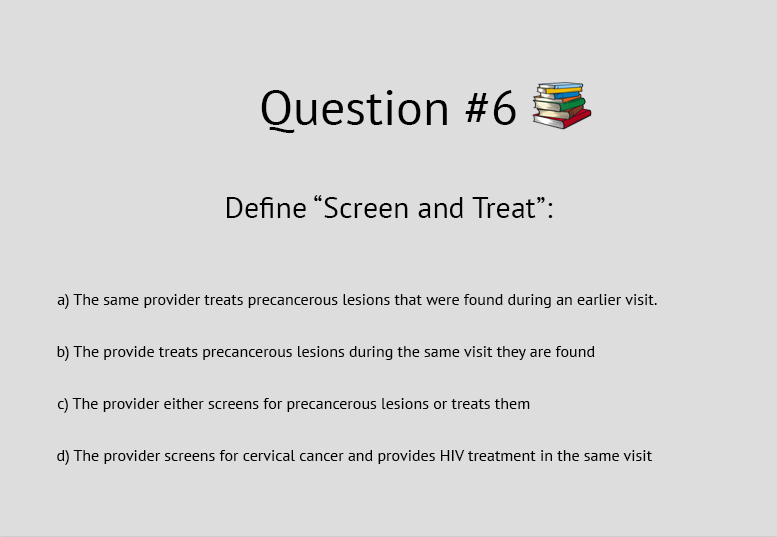 Question #6
Define “Screen and Treat”:
a) The same provider treats precancerous lesions that were found during an earlier visit.
b) The provide treats precancerous lesions during the same visit they are found
c) The provider either screens for precancerous lesions or treats them
d) The provider screens for cervical cancer and provides HIV treatment in the same visit